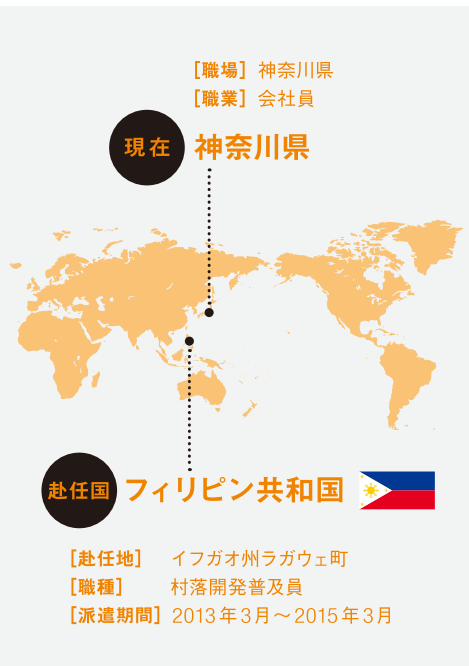 [職場] 神奈川県
[職業] 会社員
現在 神奈川県
赴任国 フィリピン共和国
[赴任地] イフガオ州ラガウェ町
[職種] 村落開発普及員
[派遣期間] 2013年3月～2015年3月